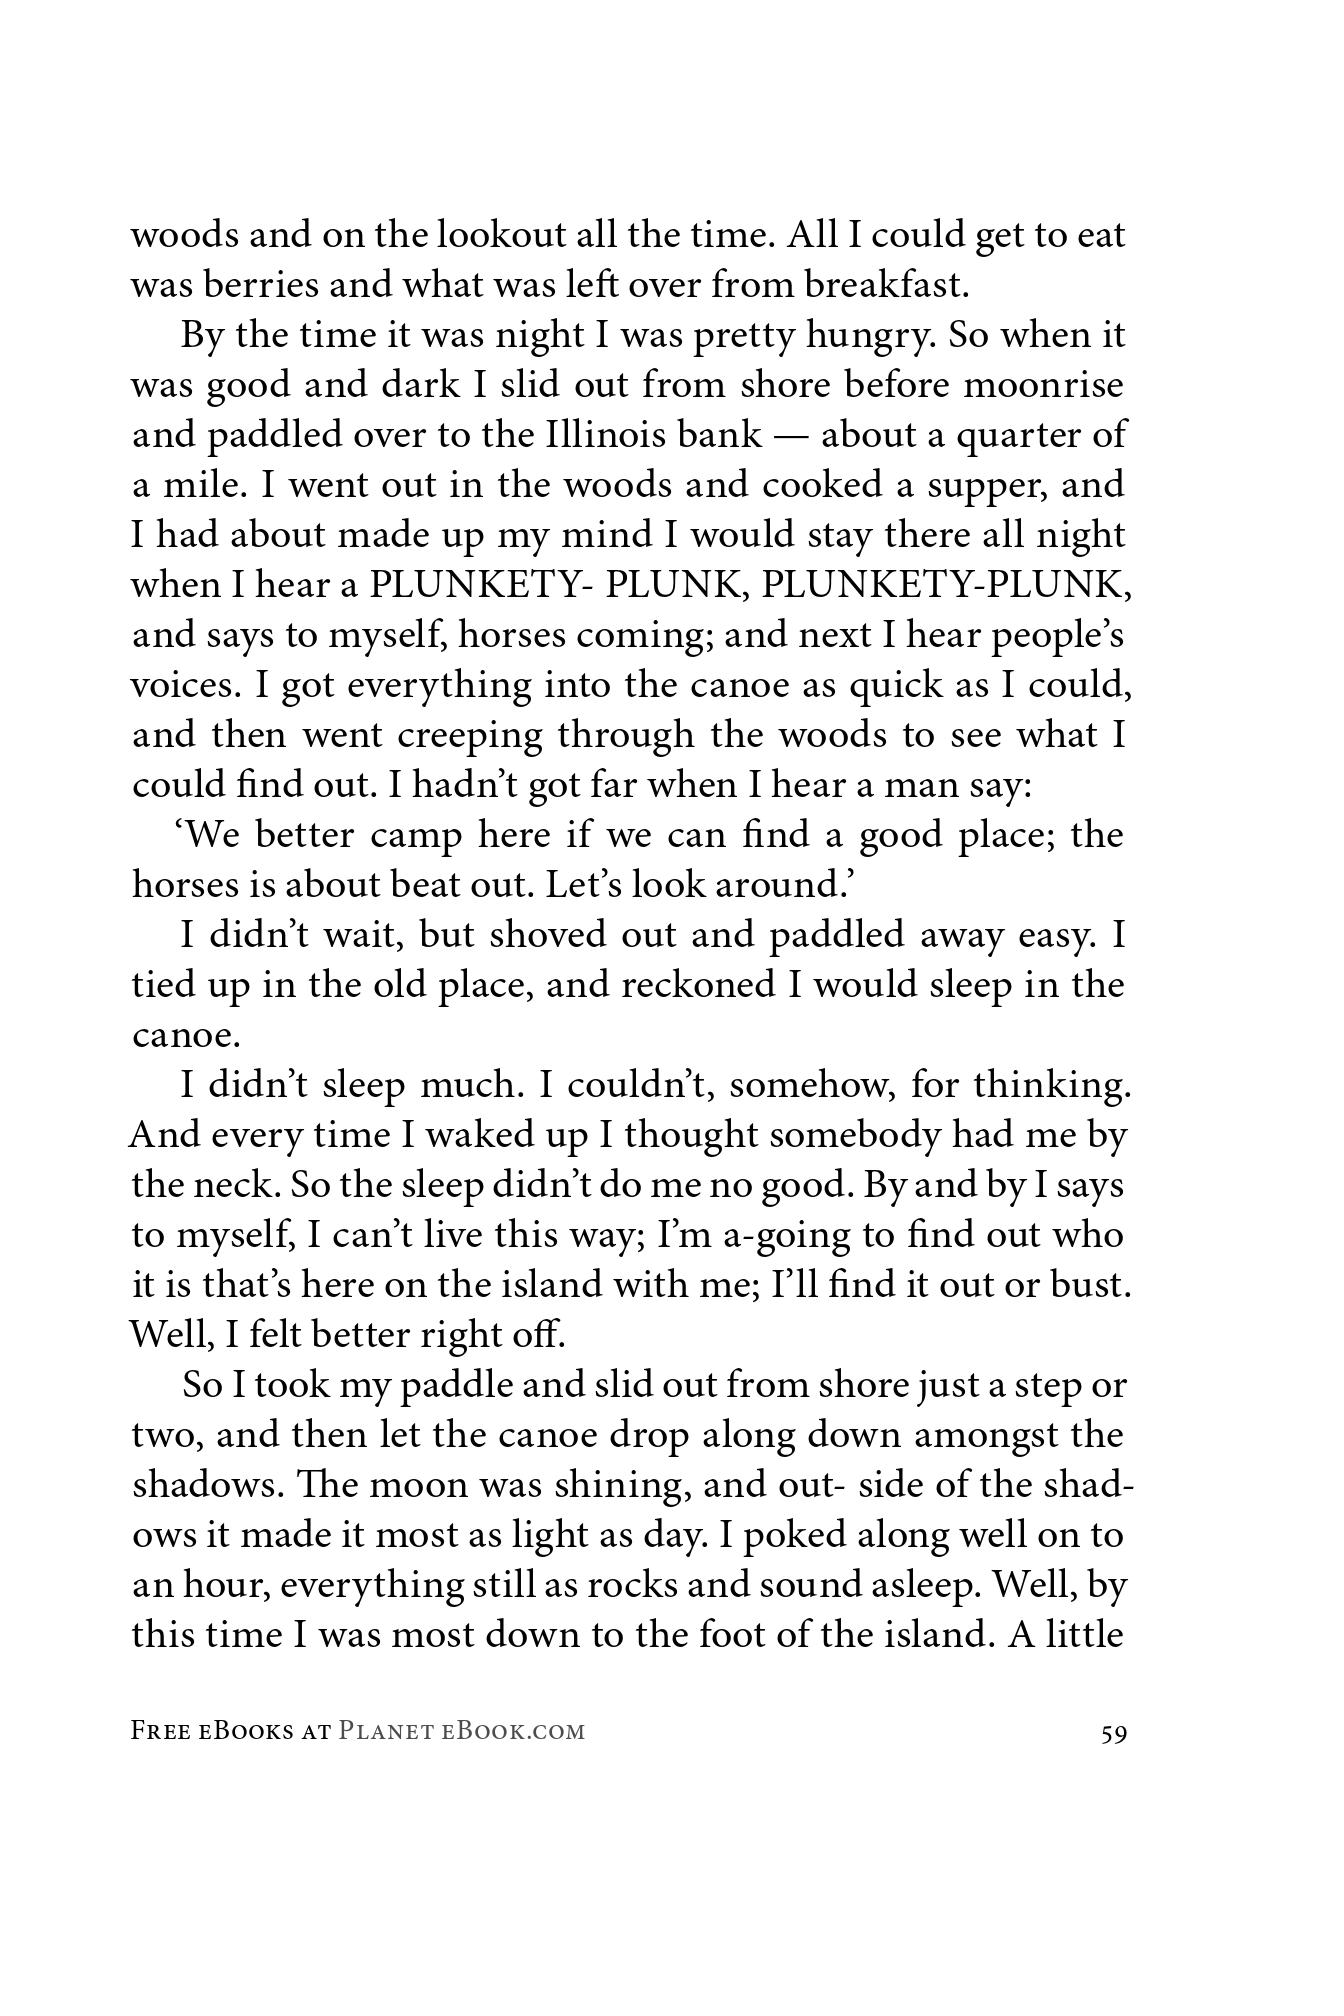 woods and on the lookout all the time. All I could get to eat
was berries and what was left over from breakfast.
By the time it was night I was pretty hungry. So when it
was good and dark I slid out from shore before moonrise
and paddled over to the Illinois bank — about a quarter of
a mile. I went out in the woods and cooked a supper, and
I had about made up my mind I would stay there all night
when I hear a PLUNKETY- PLUNK, PLUNKETY-PLUNK,
and says to myself, horses coming; and next I hear people’s
voices. I got everything into the canoe as quick as I could,
and then went creeping through the woods to see what I
could find out. I hadn’t got far when I hear a man say:
‘We better camp here if we can find a good place; the
horses is about beat out. Let’s look around.’
I didn’t wait, but shoved out and paddled away easy. I
tied up in the old place, and reckoned I would sleep in the
canoe.
I didn’t sleep much. I couldn’t, somehow, for thinking.
And every time I waked up I thought somebody had me by
the neck. So the sleep didn’t do me no good. By and by I says
to myself, I can’t live this way; I’m a-going to find out who
it is that’s here on the island with me; I’ll find it out or bust.
Well, I felt better right off.
So I took my paddle and slid out from shore just a step or
two, and then let the canoe drop along down amongst the
shadows. The moon was shining, and out- side of the shad-
ows it made it most as light as day. I poked along well on to
an hour, everything still as rocks and sound asleep. Well, by
this time I was most down to the foot of the island. A little
Free eBooks at Planet eBook.com 59